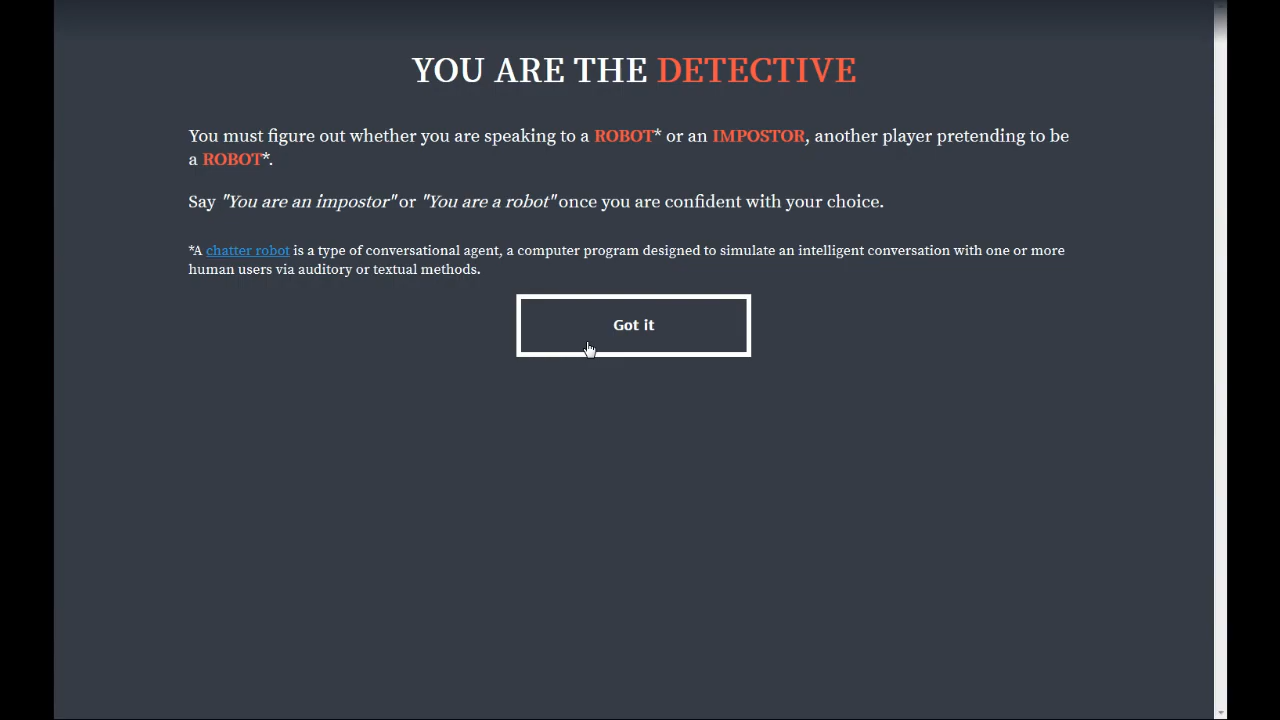 YOU ARE THE DETECTIVE
You must figure out whether you are speaking to a ROBOT* or an IMPOSTOR, another player pretending to be
a ROBOT*.
Say "You are an impostor" or "You are a robot" once you are confident with your choice.
*A chatter robot is a type of conversational agent, a computer program designed to simulate an intelligent conversation with one or more
human users via auditory or textual methods.
Got it